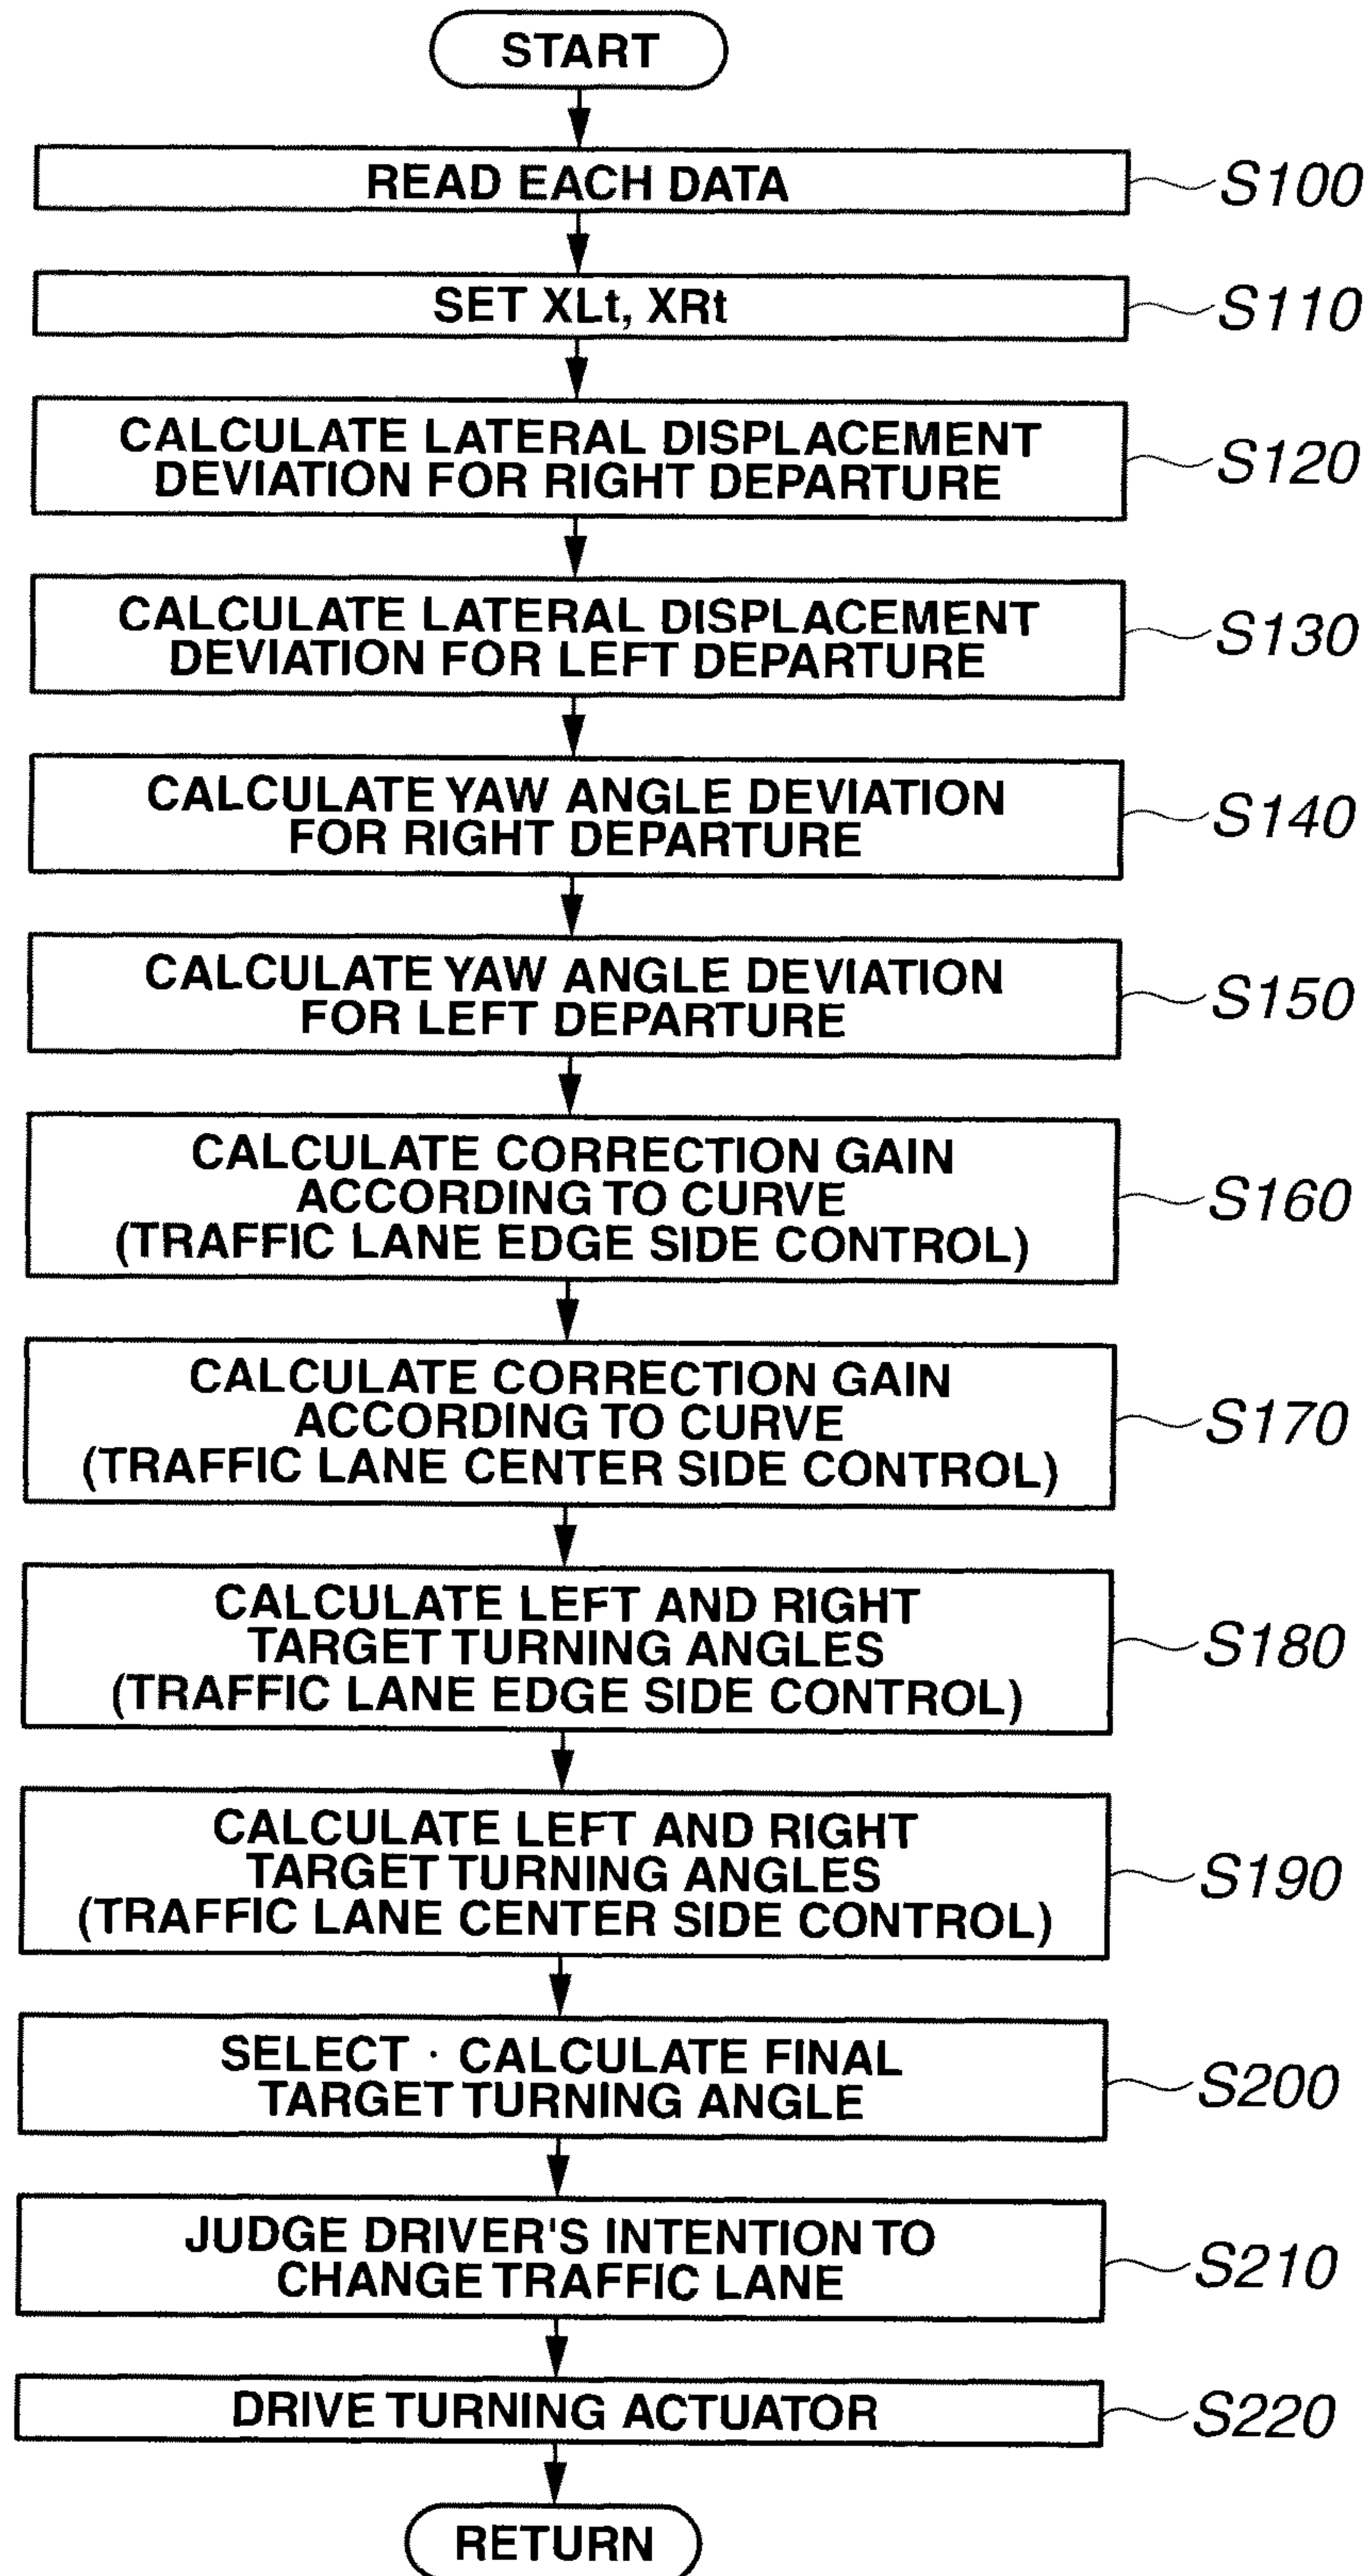 START
READ EACH DATA
S100
SET XLt, XRt
S110
CALCULATE LATERAL DISPLACEMENT
DEVIATION FOR RIGHT DEPARTURE
S120
CALCULATE LATERAL DISPLACEMENT
DEVIATION FOR LEFT DEPARTURE
S130
CALCULATE YAW ANGLE DEVIATION
FOR RIGHT DEPARTURE
S140
CALCULATE YAW ANGLE DEVIATION
FOR LEFT DEPARTURE
S150
CALCULATE CORRECTION GAIN
ACCORDING TO CURVE
(TRAFFIC LANE EDGE SIDE CONTROL)
S160
CALCULATE CORRECTION GAIN
ACCORDING TO CURVE
(TRAFFIC LANE CENTER SIDE CONTROL)
S170
CALCULATE LEFT AND RIGHT
TARGET TURNING ANGLES
(TRAFFIC LANE EDGE SIDE CONTROL)
S180
CALCULATE LEFT AND RIGHT
TARGET TURNING ANGLES
(TRAFFIC LANE CENTER SIDE CONTROL)
S190
SELECT · CALCULATE FINAL
TARGET TURNING ANGLE
S200
JUDGE DRIVER'S INTENTION TO
CHANGE TRAFFIC LANE
S210
DRIVE TURNING ACTUATOR
S220
RETURN